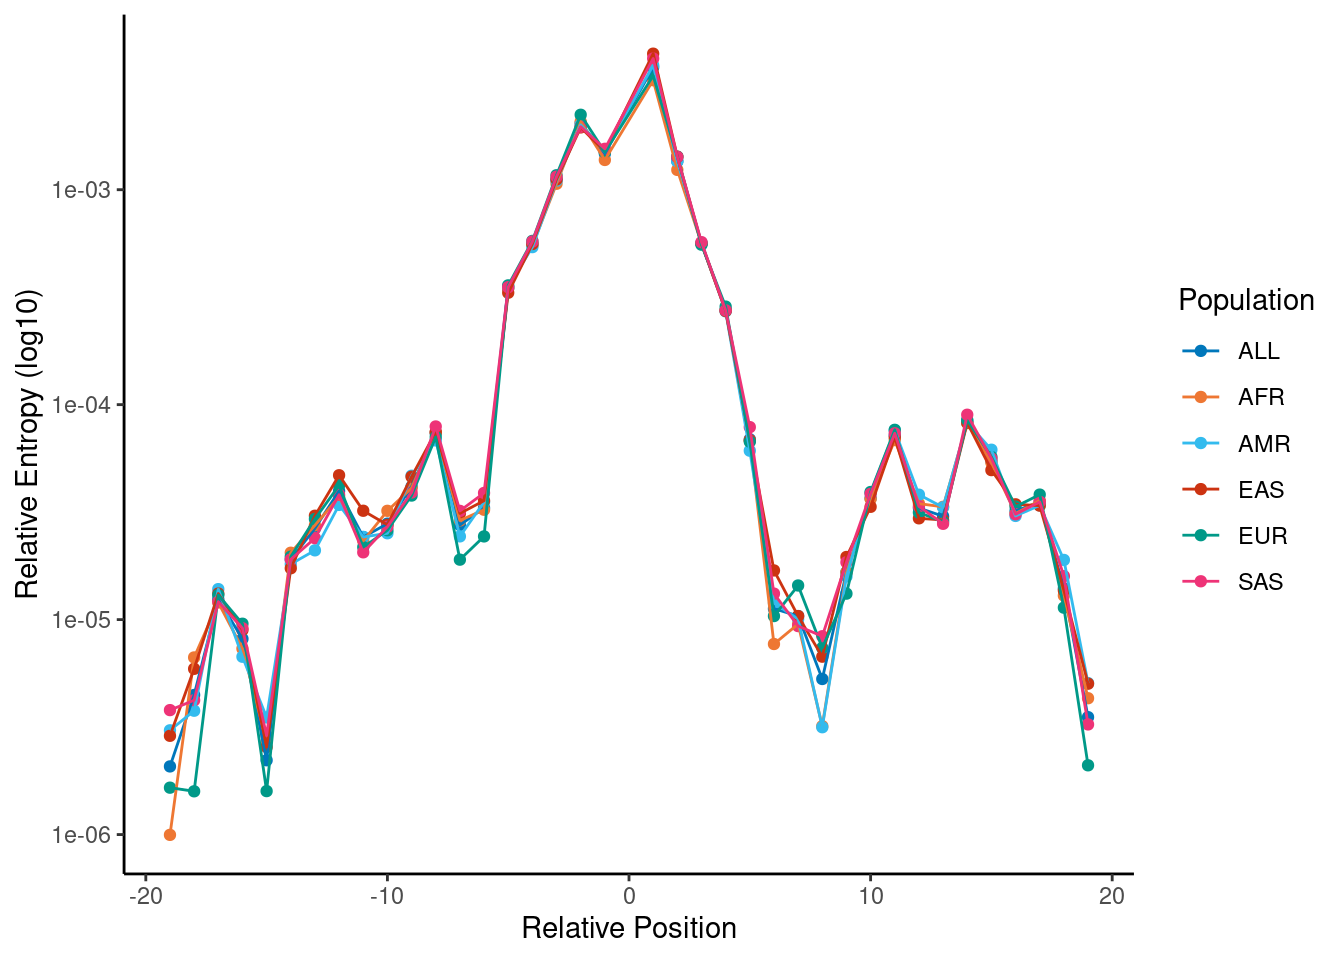 Relative Entropy (log10)
1e-03
1e-04
1e-05
1e-06
-20
-10
0
10
20
Relative Position
Population
ALL
AFR
AMR
EAS
EUR
SAS